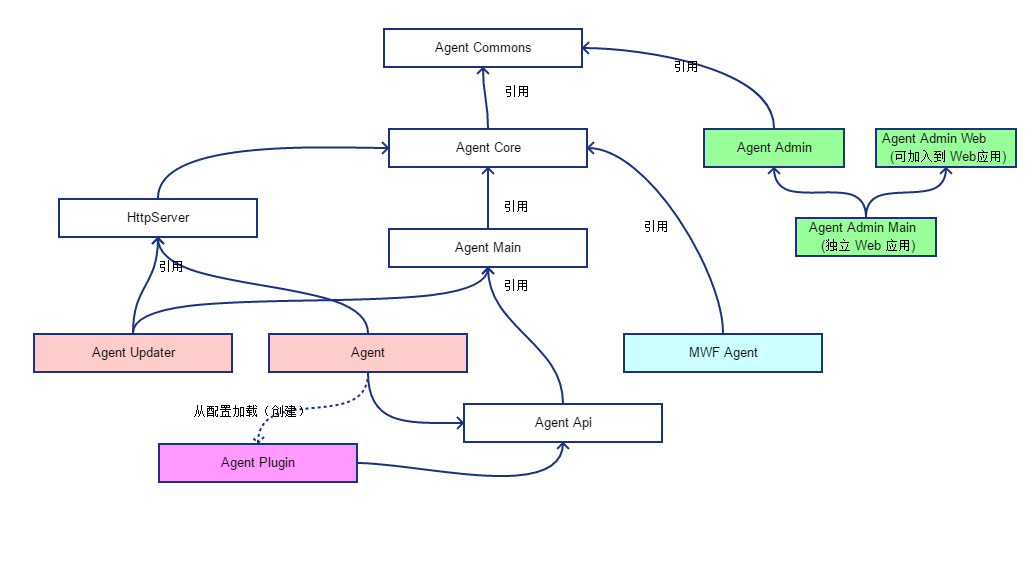 Agent Commons
引用
引用
Agent Core
Agent Admin
Agent Admin Web
(可加入到 Web应用)
HttpServer
引用
引用
Agent Main
Agent Admin Main
(独立 Web 应用)
引用
引用
Agent Updater
Agent
MWF Agent
从配置加载（创建）
Agent Api
Agent Plugin